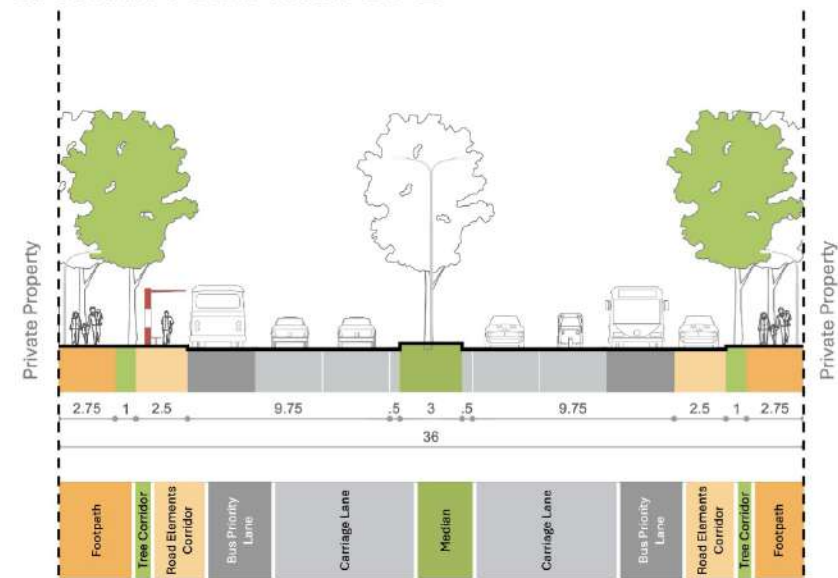 Private Property
Private Property
2.75 1 2.5 9.75 .5 3 .5 9.75 2.5 1 2.75
36
Footpath
Tree Corridor
Road Elements
Corridor
Bus Priority
Lane
Carriage Lane
Median
Carriage Lane
Bus Priority
Lane
Road Elements
Corridor
Tree Corridor
Footpath